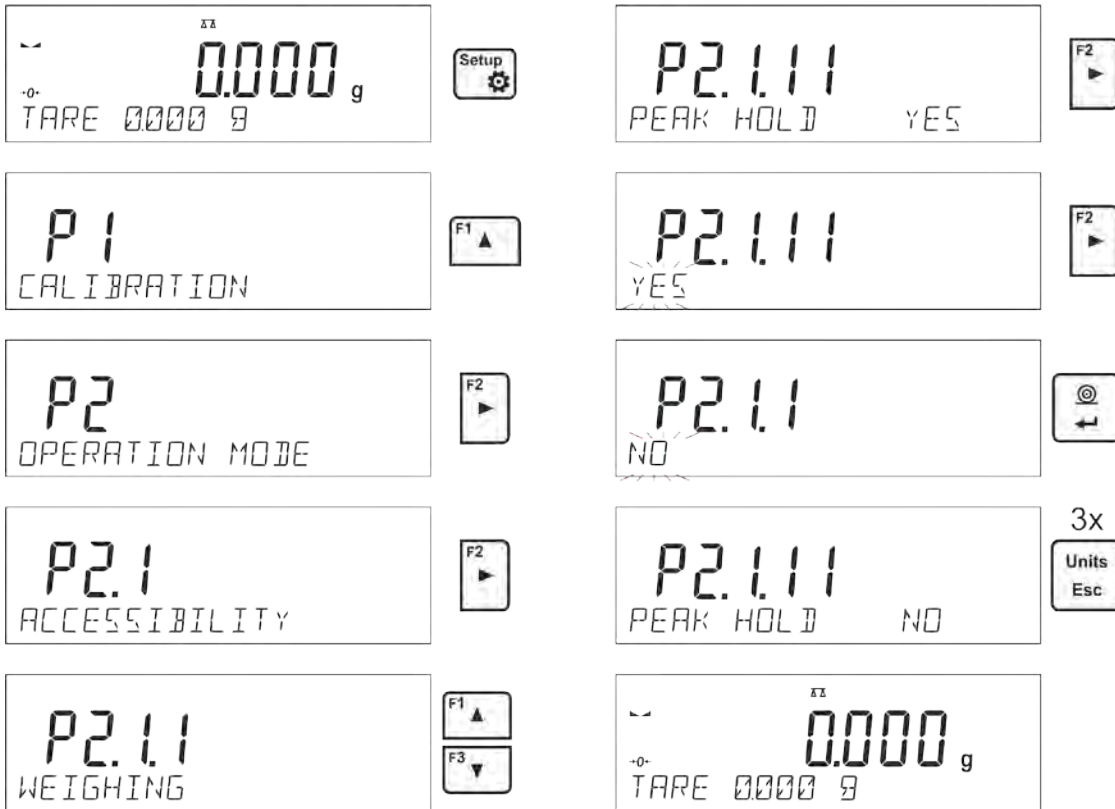 0.000 g
→0←
TARE 0.000 g
Setup
P1
CALIBRATION
F1
P2
OPERATION MODE
F2
P2.1
ACCESSIBILITY
F2
P2.1.1
WEIGHING
F1
F3
P2.1.11
PEAK HOLD YES
F2
P2.1.11
YES
F2
P2.1.1
NO
P2.1.11
PEAK HOLD NO
3x
Units
Esc
0.000 g
→0←
TARE 0.000 g